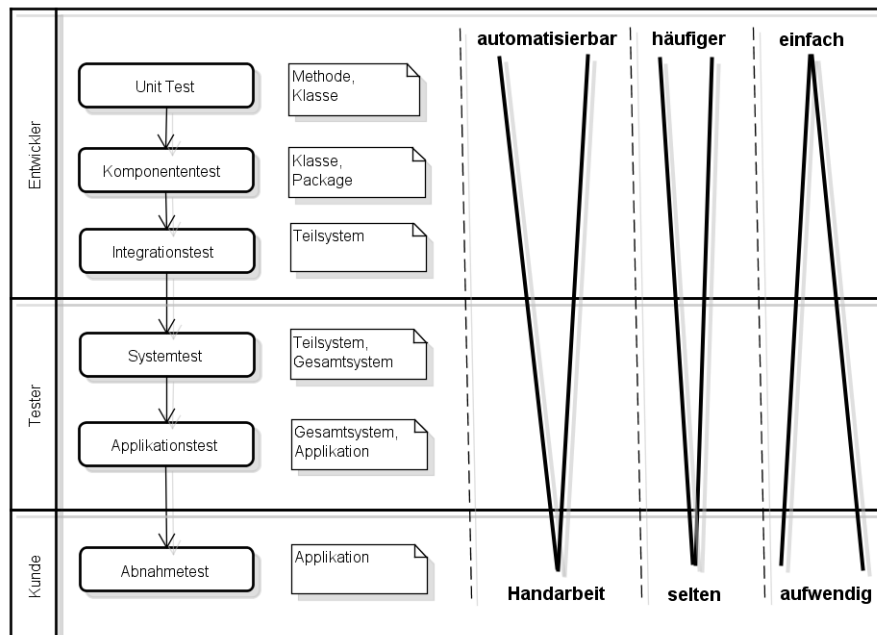 automatisierbar
häufiger
einfach
Entwickler
Unit Test
Methode,
Klasse
Komponententest
Klasse,
Package
Integrationstest
Teilsystem
Tester
Systemtest
Teilsystem,
Gesamtsystem
Applikationstest
Gesamtsystem,
Applikation
Kunde
Abnahmetest
Applikation
Handarbeit
selten
aufwendig